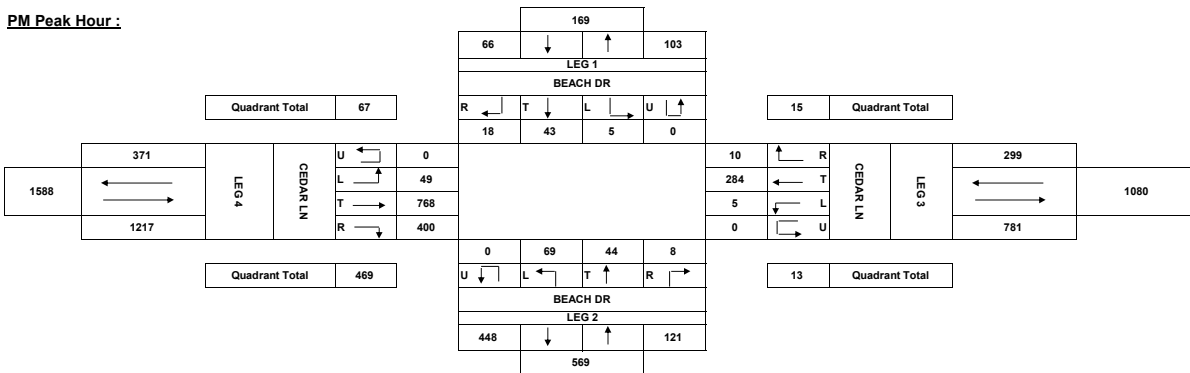 PM Peak Hour :
169
66 103
LEG 1
BEACH DR
Quadrant Total 67
R T L U
15 Quadrant Total
18 43 5 0
371
U 0
10 R
299
1588
LEG 4
CEDAR LN
L 49
284 T
CEDAR LN
LEG 3
1080
T 768
5 L
1217
R 400
0 U
781
0 69 44 8
Quadrant Total 469
U L T R
13 Quadrant Total
BEACH DR
LEG 2
448 121
569